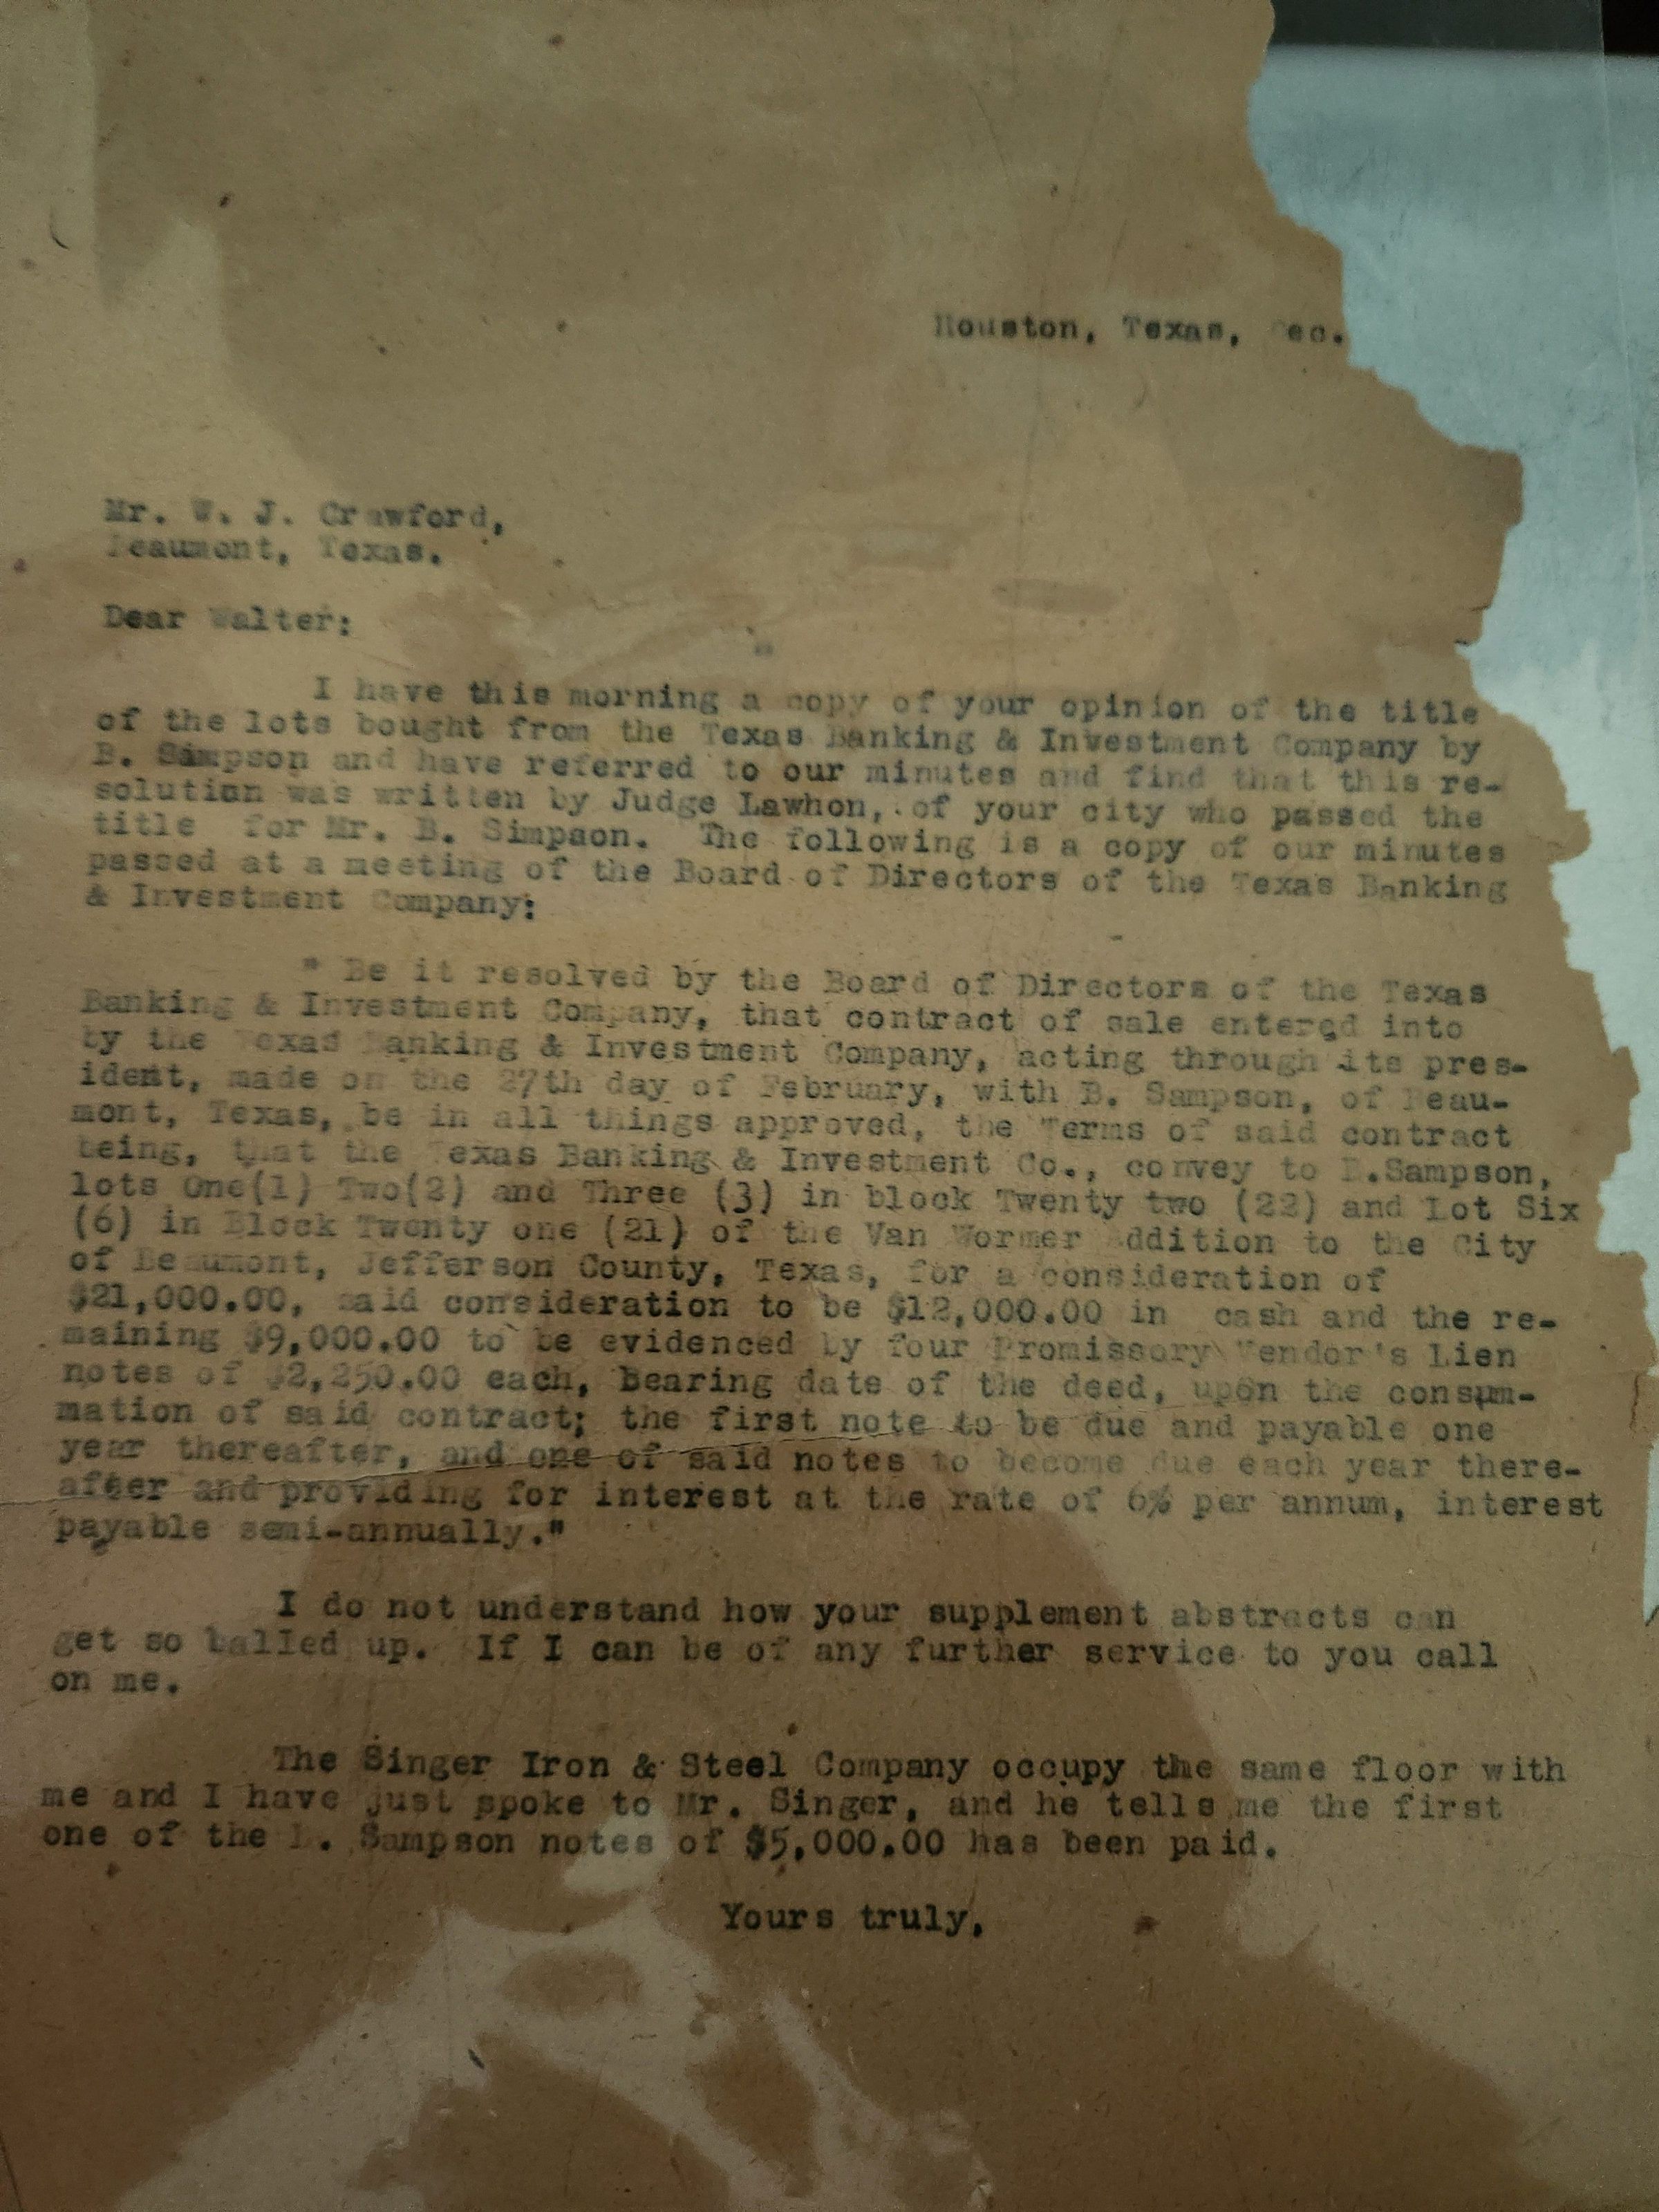 Houston, Texas, Dec.
Mr. W. J. Crawford,
Beaumont, Texas.
Dear Walter:
I have this morning a copy of your opinion of the title
of the lots bought from the Texas Banking & Investment Company by
B. Simpson and have referred to our minutes and find that this re-
solution was written by Judge Lawhon, of your city who passed the
title for Mr. B. Simpson. The following is a copy of our minutes
passed at a meeting of the Board of Directors of the Texas Banking
& Investment Company:
" Be it resolved by the Board of Directors of the Texas
Banking & Investment Company, that contract of sale entered into
by the Texas Banking & Investment Company, acting through its pres-
ident, made on the 27th day of February, with B. Sampson, of Beau-
mont, Texas, be in all things approved, the Terms of said contract
being, that the Texas Banking & Investment Co., convey to B.Sampson,
lots One(1) Two(2) and Three (3) in block Twenty two (22) and Lot Six
(6) in Block Twenty one (21) of the Van Wormer Addition to the City
of Beaumont, Jefferson County, Texas, for a consideration of
$21,000.00, said consideration to be $12,000.00 in cash and the re-
maining $9,000.00 to be evidenced by four Promissory Vendor's Lien
notes of $2,250.00 each, Bearing date of the deed, upon the consum-
mation of said contract; the first note to be due and payable one
year thereafter, and one of said notes to become due each year there-
after and providing for interest at the rate of 6% per annum, interest
payable semi-annually."
I do not understand how your supplement abstracts can
get so balled up. If I can be of any further service to you call
on me.
The Singer Iron & Steel Company occupy the same floor with
me and I have just spoke to Mr. Singer, and he tells me the first
one of the B. Sampson notes of $5,000.00 has been paid.
Yours truly,